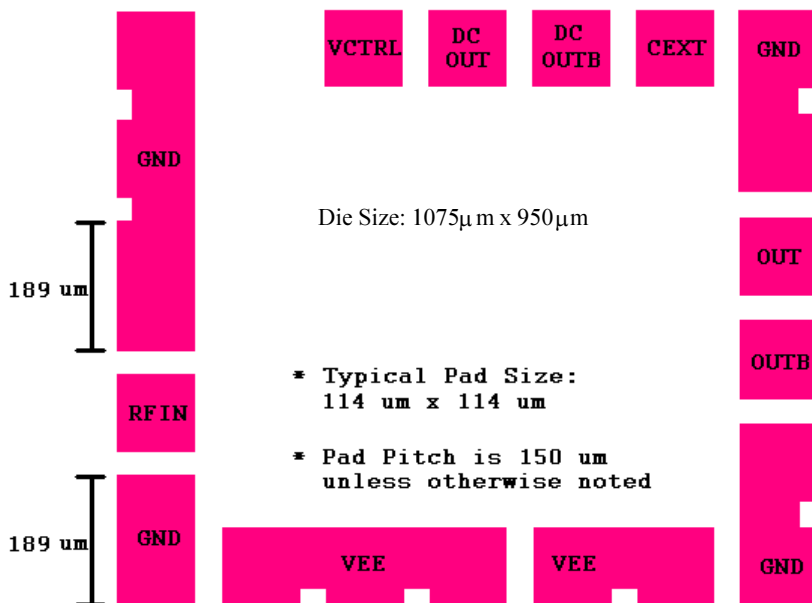 VCTRL
DC
OUT
DC
OUTB
CEXT
GND
GND
Die Size: 1075μm x 950μm
OUT
189 um
OUTB
* Typical Pad Size:
114 um x 114 um
RFIN
* Pad Pitch is 150 um
unless otherwise noted
189 um
GND
VEE
VEE
GND